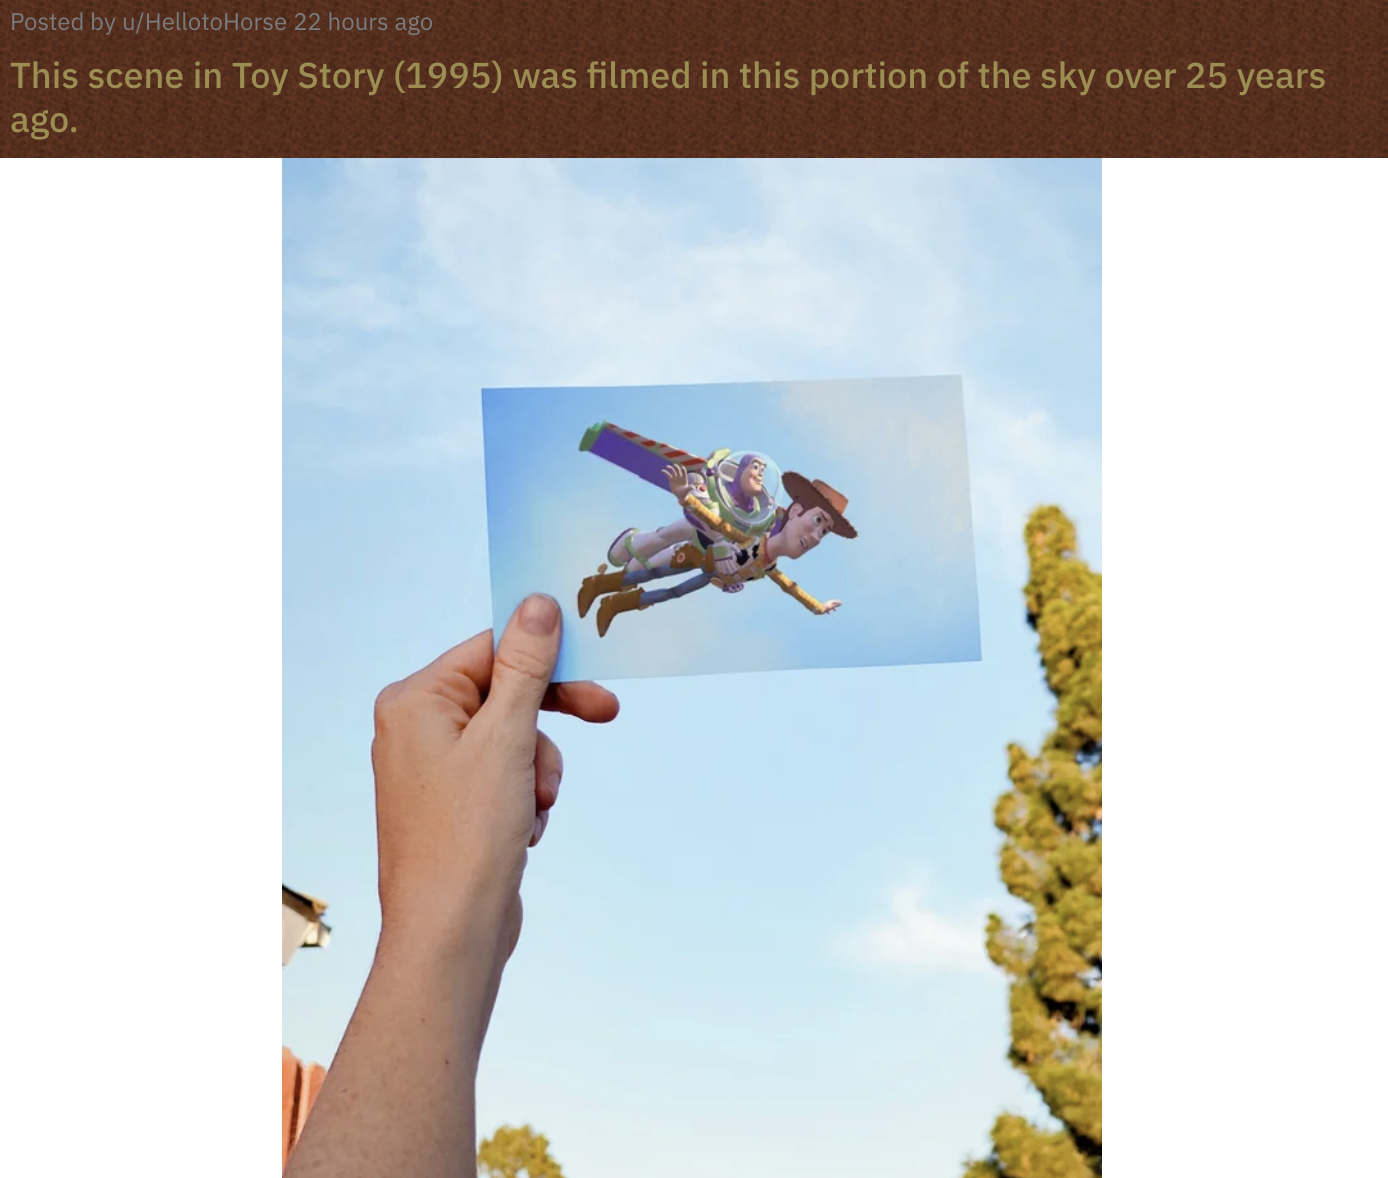 Posted by u/HellotoHorse 22 hours ago
This scene in Toy Story (1995) was filmed in this portion of the sky over 25 years
ago.